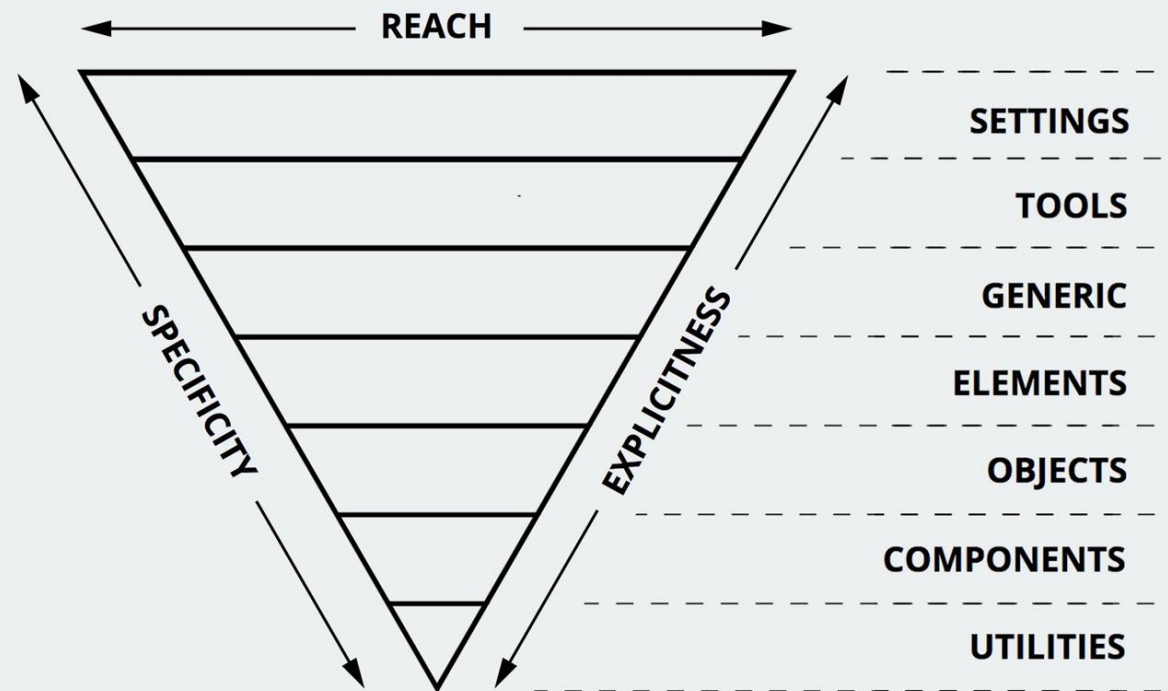 REACH
SETTINGS
TOOLS
GENERIC
ELEMENTS
OBJECTS
COMPONENTS
UTILITIES
SPECIFICITY
EXPLICITNESS